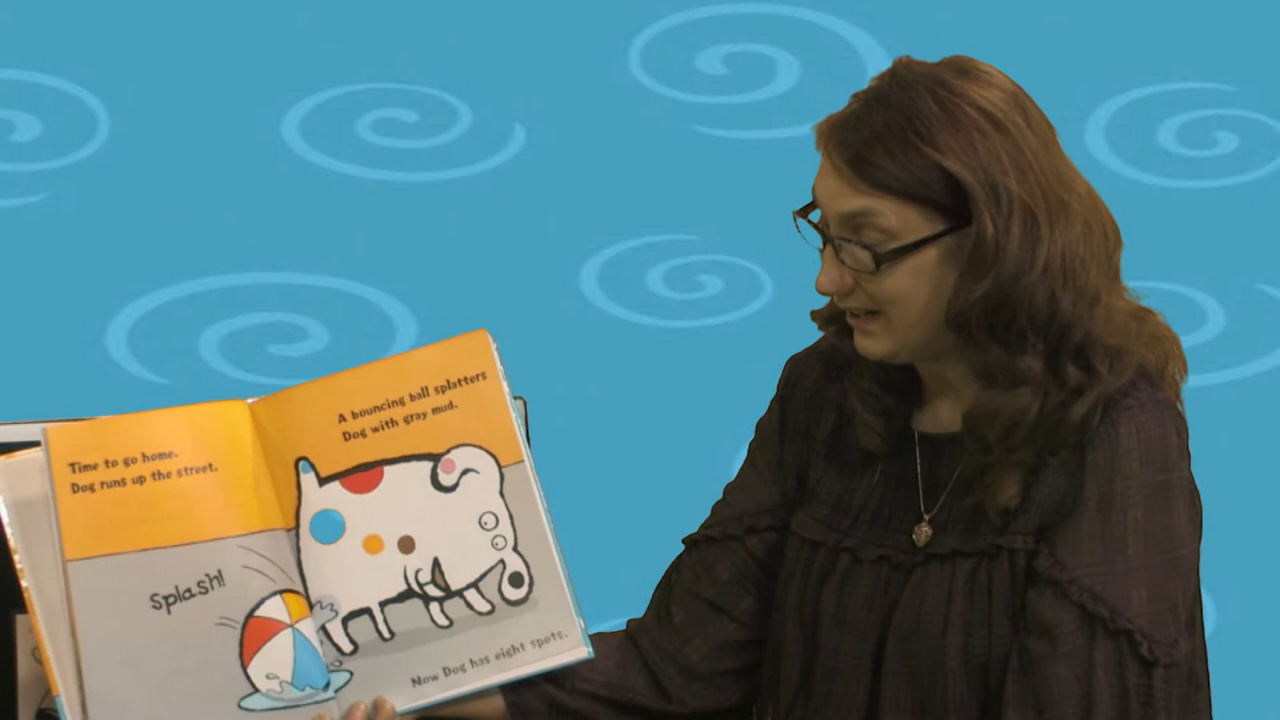 Time to go home.
Dog runs up the street.
A bouncing ball splatters
Dog with gray mud.
splash!
Now Dog has eight spots.